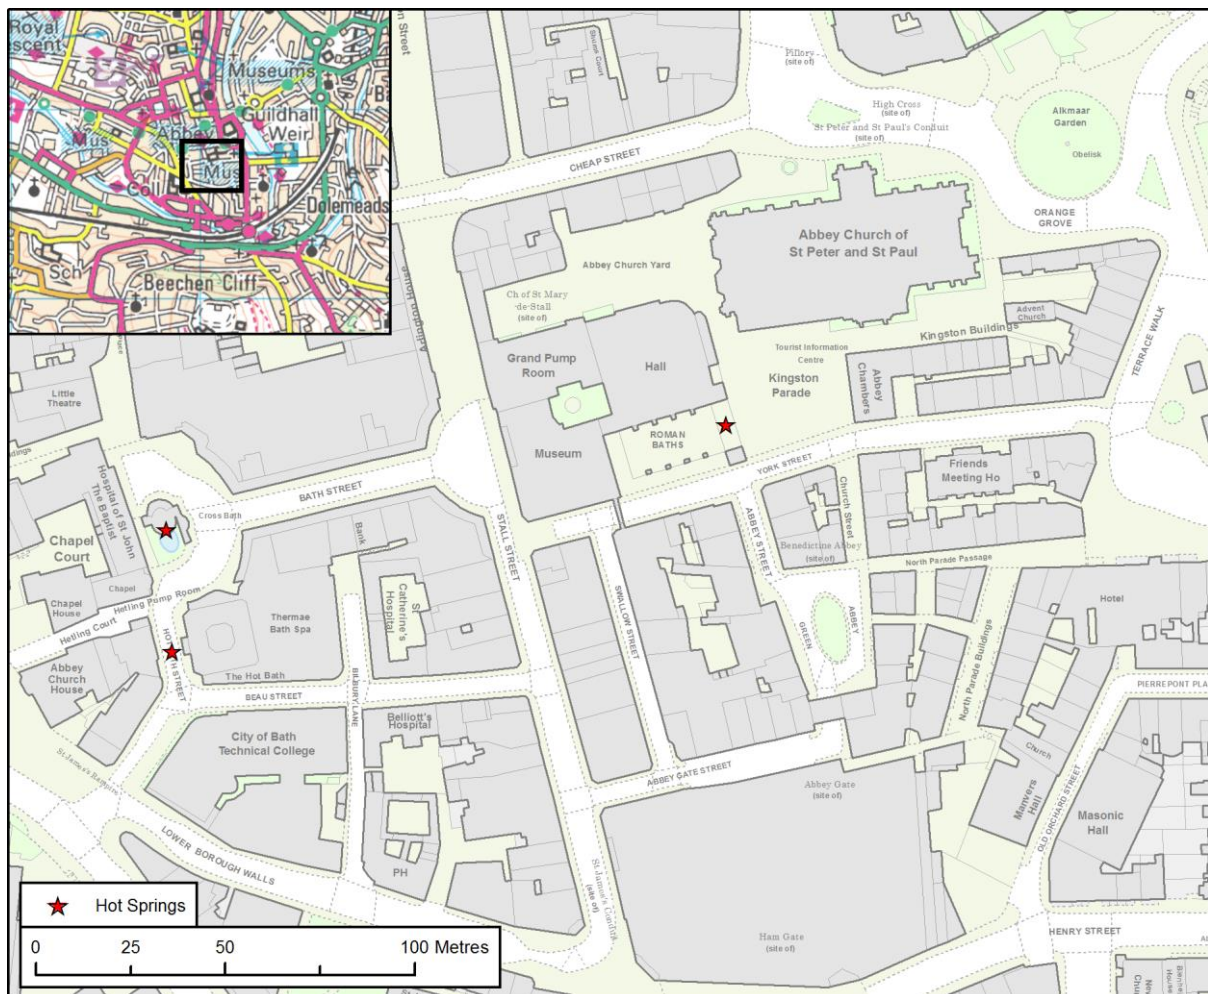 Royal
scent
Museums
Guildhall
Weir
Abbey
Mus
Mus
Coll
Dolemeads
Sch
Beechen Cliff
Street
Shires Court
Pillory
(site of)
High Cross
(site of)
St Peter and St Paul's Conduit
(site of)
Alkmaar
Garden
Obelisk
CHEAP STREET
ORANGE
GROVE
Abbey Church of
St Peter and St Paul
Abbey Church Yard
Arlington House
Ch of St Mary
de-Stall
(site of)
Advent
Church
Kingston Buildings
TERRACE WALK
Tourist Information
Centre
Grand Pump
Room
Hall
Kingston
Parade
Abbey
Chambers
Little
Theatre
ROMAN
BATHS
Museum
YORK STREET
Friends
Meeting Ho
Hospital of St John
The Baptist
BATH STREET
Cross Bath
Church Street
ABBEY STREET
Bank
STALL STREET
Benedictine Abbey
(site of)
Chapel
Court
North Parade Passage
Chapel
Hetling Pump Room
Chapel
House
Hetling Court
St
Catherine's
Hospital
SWALLOW STREET
Thermae
Bath Spa
Hotel
ABBEY
GREEN
North Parade Buildings
Abbey
Church
House
The Hot Bath
BEAU STREET
BILBURY LANE
PIERREPONT PLA
Belliott's
Hospital
City of Bath
Technical College
Church
St James's Rampire
ABBEY GATE STREET
Abbey Gate
(site of)
Manvers
Hall
OLD ORCHARD STREET
Masonic
Hall
LOWER BOROUGH WALLS
PH
St James's Conduit
(site of)
Hot Springs
Ham Gate
(site of)
HENRY STREET
0 25 50 100 Metres